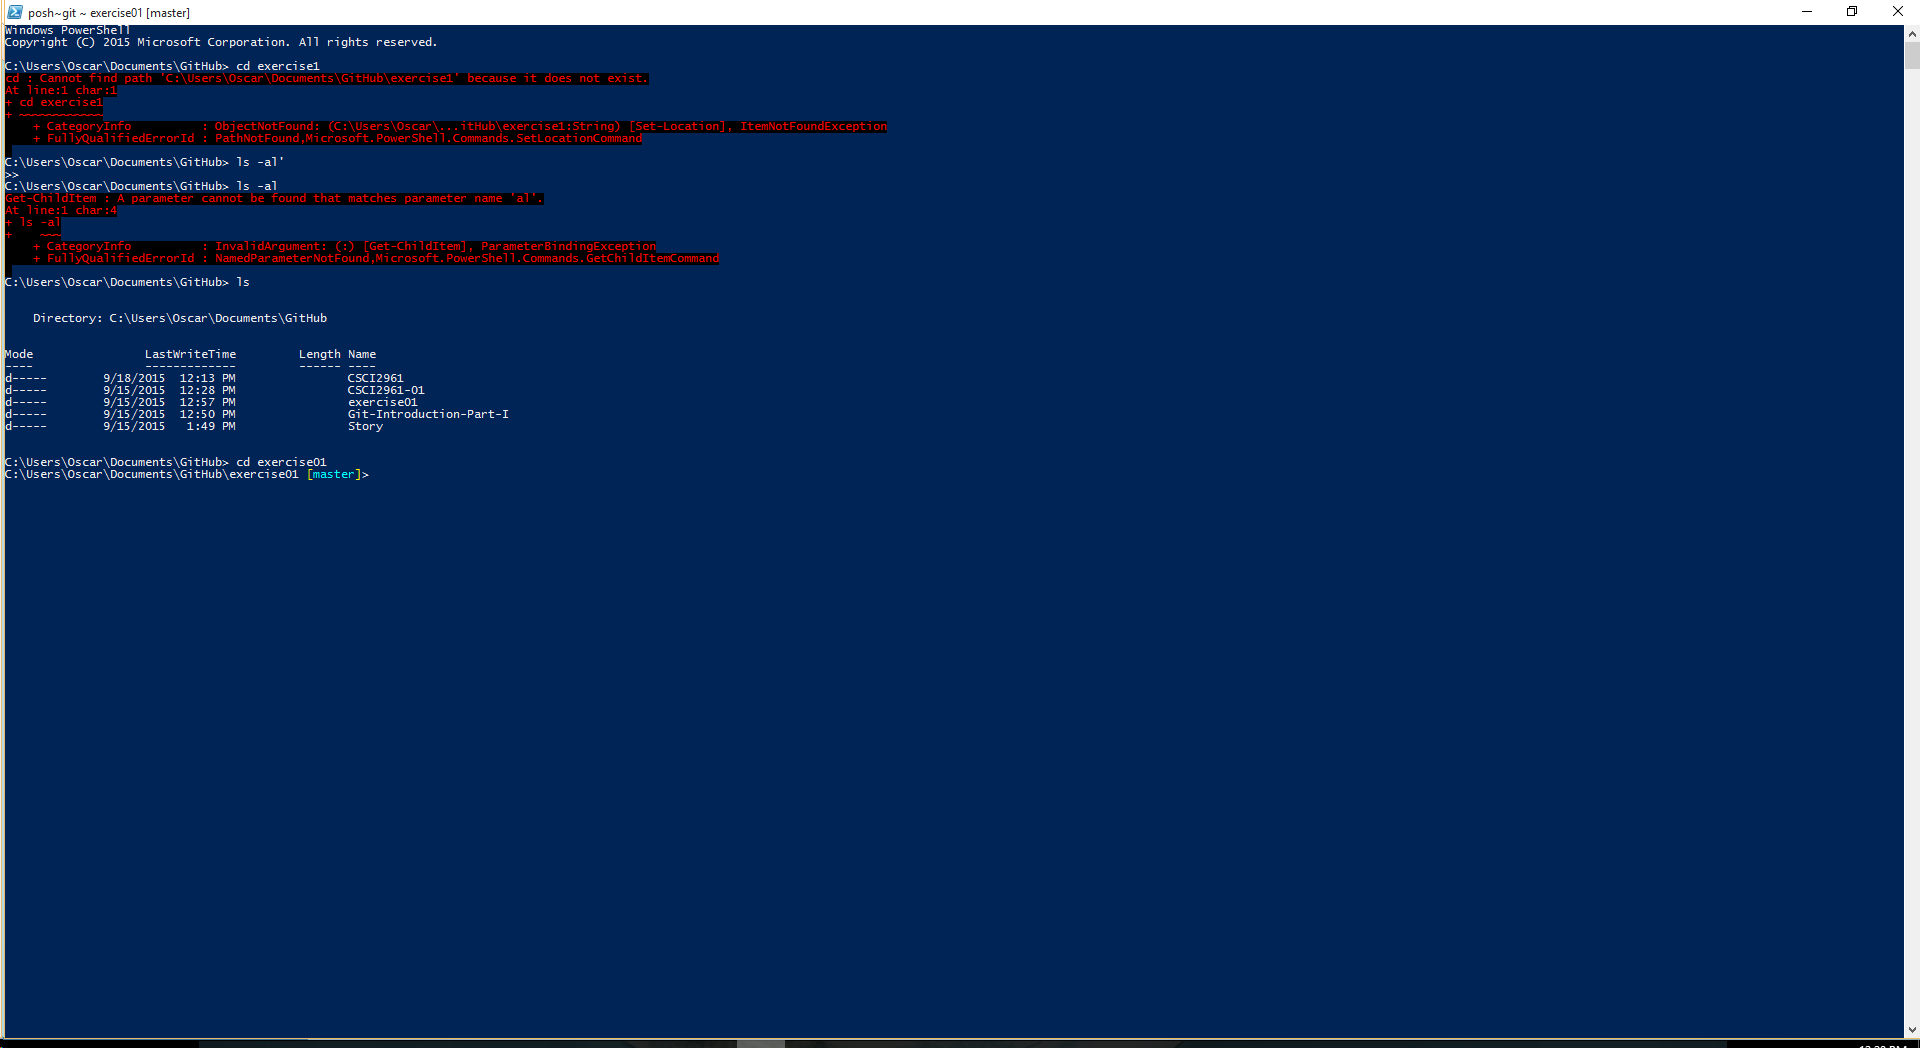 posh~git ~ exercise01 [master]
Windows PowerShell
Copyright (C) 2015 Microsoft Corporation. All rights reserved.
C:\Users\Oscar\Documents\GitHub> cd exercise1
cd : Cannot find path 'C:\Users\Oscar\Documents\GitHub\exercise1' because it does not exist.
At line:1 char:1
+ cd exercise1
+ ~~~~~~~~~~~~
    + CategoryInfo          : ObjectNotFound: (C:\Users\Oscar\...itHub\exercise1:String) [Set-Location], ItemNotFoundException
    + FullyQualifiedErrorId : PathNotFound,Microsoft.PowerShell.Commands.SetLocationCommand
C:\Users\Oscar\Documents\GitHub> ls -al'
>>
C:\Users\Oscar\Documents\GitHub> ls -al
Get-ChildItem : A parameter cannot be found that matches parameter name 'al'.
At line:1 char:4
+ ls -al
+    ~~~
    + CategoryInfo          : InvalidArgument: (:) [Get-ChildItem], ParameterBindingException
    + FullyQualifiedErrorId : NamedParameterNotFound,Microsoft.PowerShell.Commands.GetChildItemCommand
C:\Users\Oscar\Documents\GitHub> ls
    Directory: C:\Users\Oscar\Documents\GitHub
Mode                LastWriteTime         Length Name
----                -------------         ------ ----
d-----        9/18/2015  12:13 PM                CSCI2961
d-----        9/15/2015  12:28 PM                CSCI2961-01
d-----        9/15/2015  12:57 PM                exercise01
d-----        9/15/2015  12:50 PM                Git-Introduction-Part-I
d-----        9/15/2015   1:49 PM                Story
C:\Users\Oscar\Documents\GitHub> cd exercise01
C:\Users\Oscar\Documents\GitHub\exercise01 [master]>